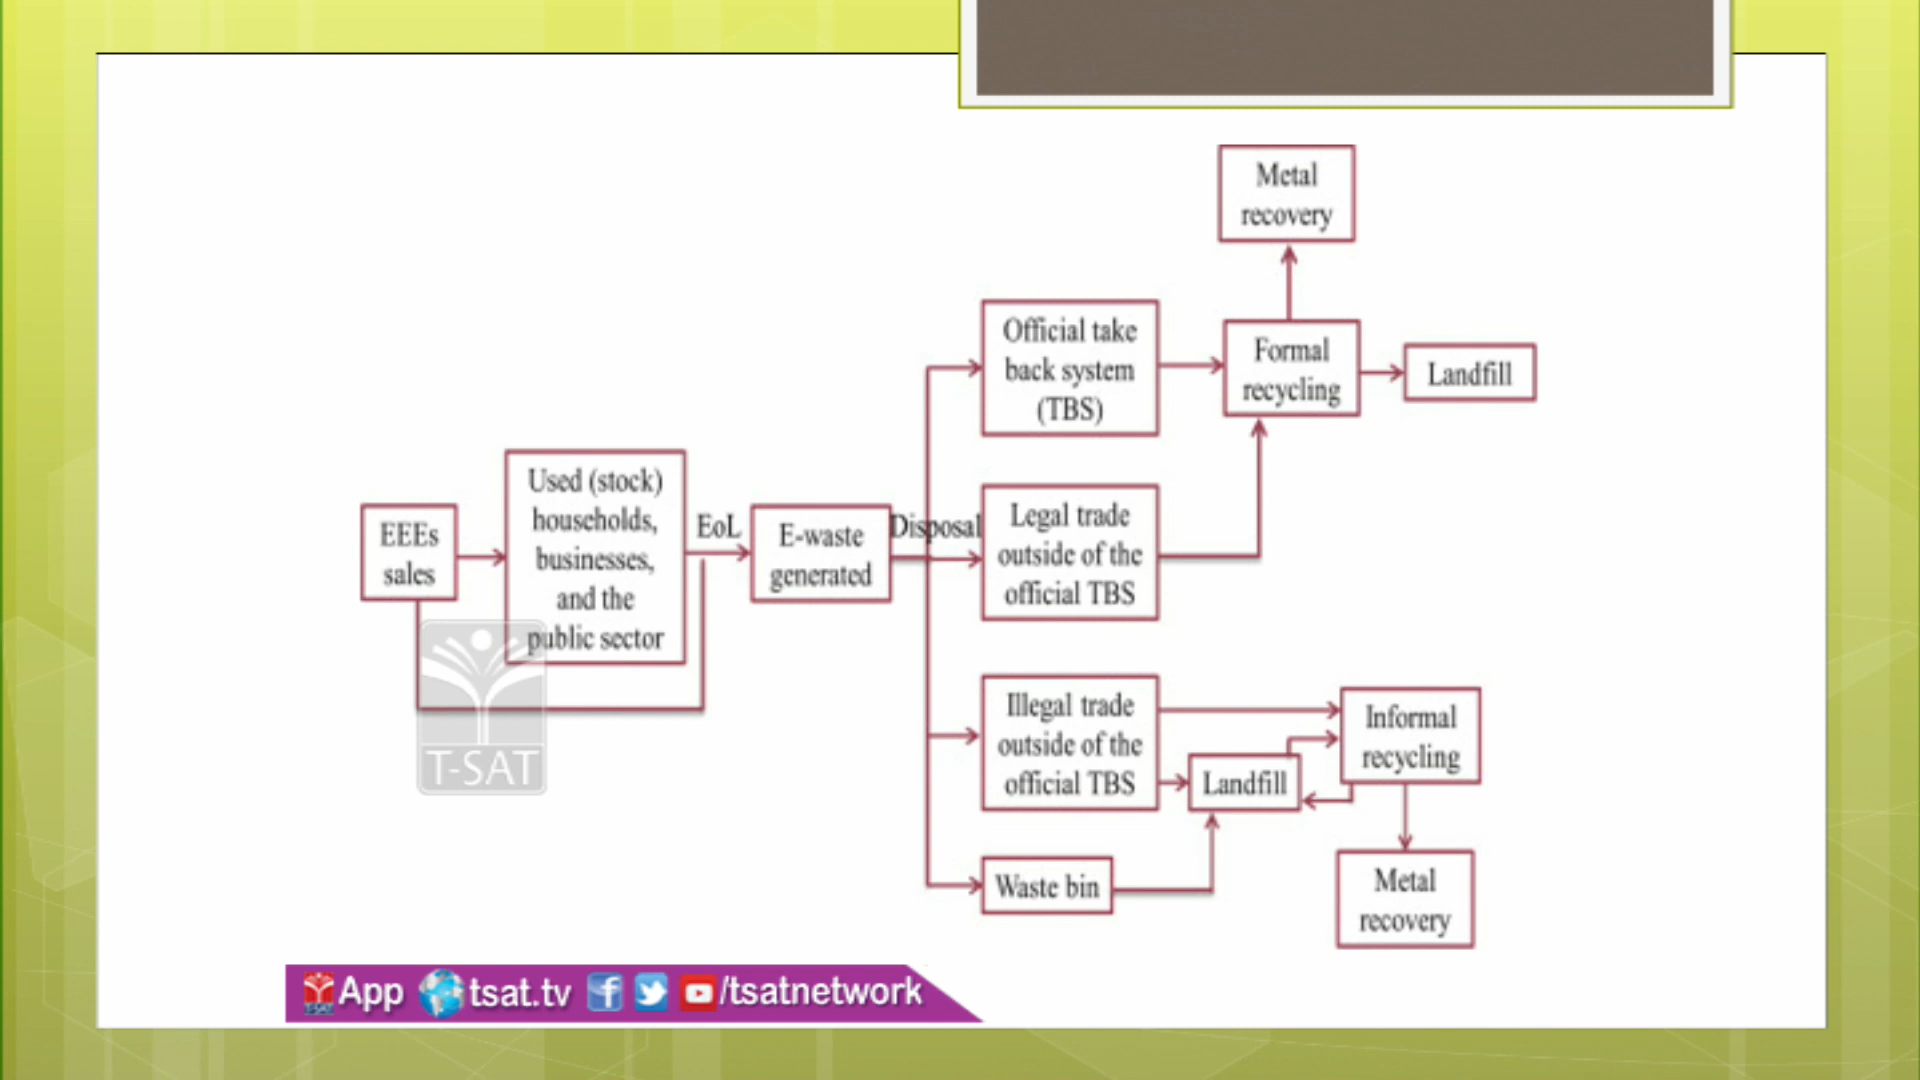 Metal
recovery
Official take
back system
(TBS)
Formal
recycling
Landfill
Used (stock)
households,
businesses,
and the
public sector
EEEs
sales
EoL
E-waste
generated
Disposal
Legal trade
outside of the
official TBS
Illegal trade
outside of the
official TBS
Informal
recycling
Landfill
Waste bin
Metal
recovery
T-SAT
T-SAT App tsat.tv /tsatnetwork